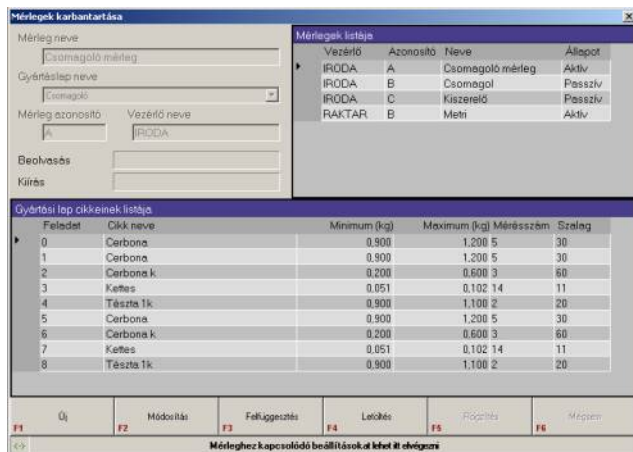 Mérlegek karbantartása
Mérleg neve
Csomagoló mérleg
Gyártáslap neve
Csomagoló
Mérleg azonosító Vezérlő neve
A IRODA
Beolvasás
Kiírás
Mérlegek listája
Vezérlő Azonosító Neve Állapot
IRODA A Csomagoló mérleg Aktív
IRODA B Csomagol Passzív
IRODA C Kiszerelő Passzív
RAKTAR B Metri Aktív
Gyártási lap cikkeinek listája
Feladat Cikk neve Minimum (kg) Maximum (kg) Mérésszám Szalag
0 Cerbona 0,900 1,200 5 30
1 Cerbona 0,900 1,200 5 30
2 Cerbona k 0,200 0,600 3 60
3 Kettes 0,051 0,102 14 11
4 Tészta 1k 0,900 1,100 2 20
5 Cerbona 0,900 1,200 5 30
6 Cerbona k 0,200 0,600 3 60
7 Kettes 0,051 0,102 14 11
8 Tészta 1k 0,900 1,100 2 20
F1 Új F2 Módosítás F3 Felfüggesztés F4 Letöltés F5 Rögzítés F6 Mégsem
<-> Mérleghez kapcsolódó beállításokat lehet itt elvégezni